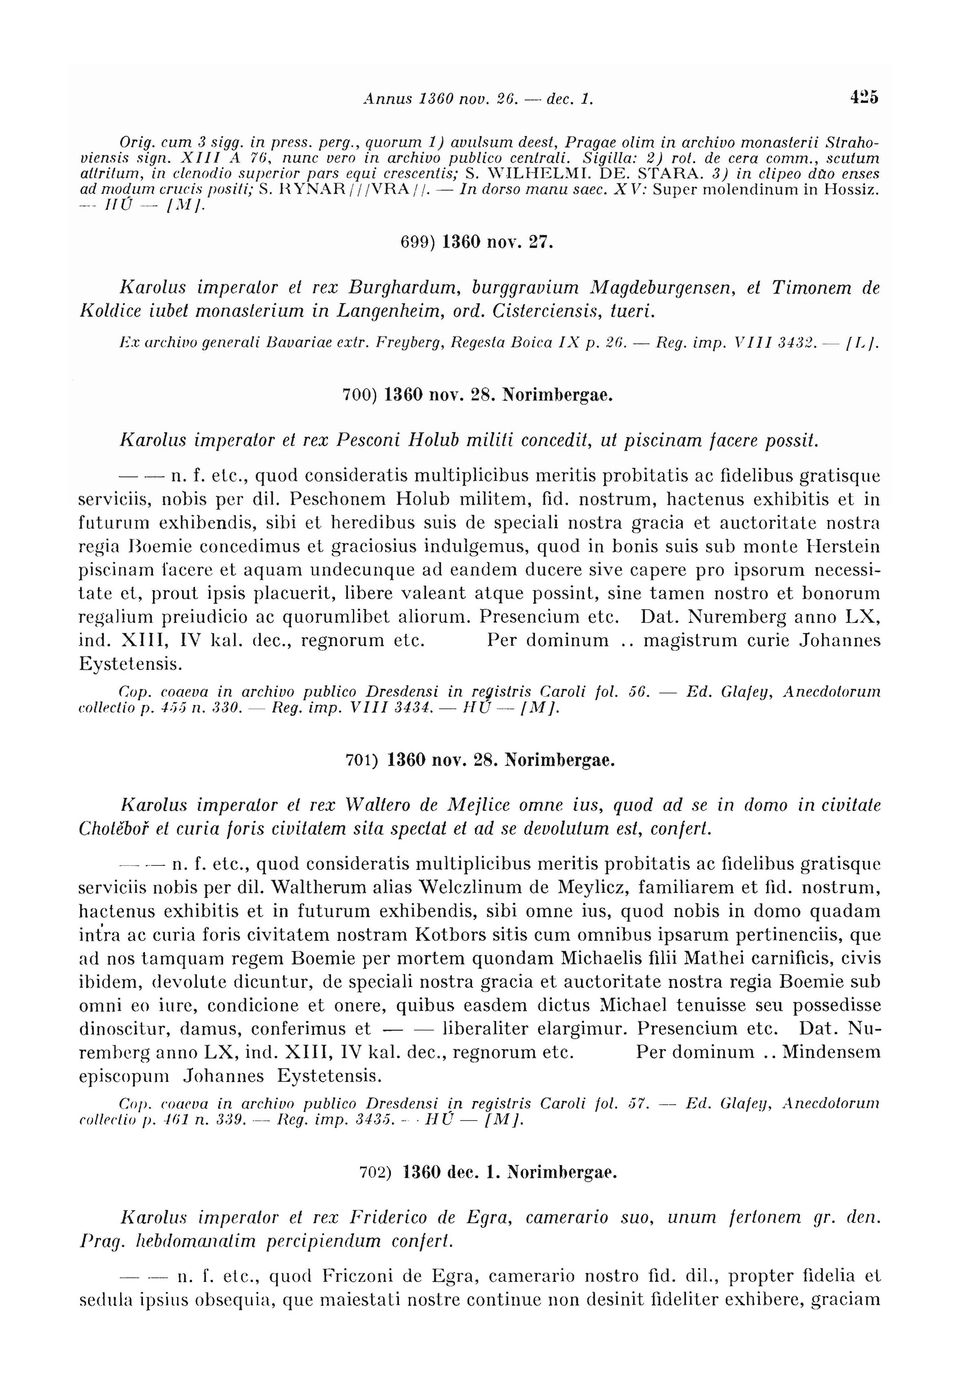 Annus 1360 nov. 26. — dec. 1. 425
Orig. cum 3 sigg. in press. perg., quorum 1) avulsum deest, Pragae olim in archivo monasterii Straho-
viensis sign. XIII A 76, nunc vero in archivo publico centrali. Sigilla: 2) rot. de cera comm., scutum
attritum, in clenodio superior pars equi crescentis; S. WILHELMI. DE. STARA. 3) in clipeo duo enses
ad modum crucis positi; S. RYNAR///VRA//. — In dorso manu saec. XV: Super molendinum in Hossiz.
— HÚ — [M].
699) 1360 nov. 27.
Karolus imperator et rex Burghardum, burggravium Magdeburgensen, et Timonem de
Koldice iubet monasterium in Langenheim, ord. Cisterciensis, tueri.
Ex archivo generali Bavariae extr. Freyberg, Regesta Boica IX p. 26. — Reg. imp. VIII 3432. — [L].
700) 1360 nov. 28. Norimbergae.
Karolus imperator et rex Pesconi Holub militi concedit, ut piscinam facere possit.
— — n. f. etc., quod consideratis multiplicibus meritis probitatis ac fidelibus gratisque
serviciis, nobis per dil. Peschonem Holub militem, fid. nostrum, hactenus exhibitis et in
futurum exhibendis, sibi et heredibus suis de speciali nostra gracia et auctoritate nostra
regia Boemie concedimus et graciosius indulgemus, quod in bonis suis sub monte Herstein
piscinam facere et aquam undecunque ad eandem ducere sive capere pro ipsorum necessi-
tate et, prout ipsis placuerit, libere valeant atque possint, sine tamen nostro et bonorum
regalium preiudicio ac quorumlibet aliorum. Presencium etc. Dat. Nuremberg anno LX,
ind. XIII, IV kal. dec., regnorum etc. Per dominum .. magistrum curie Johannes
Eystetensis.
Cop. coaeva in archivo publico Dresdensi in registris Caroli fol. 56. — Ed. Glafey, Anecdotorum
collectio p. 455 n. 330. — Reg. imp. VIII 3434. — HÚ — [M].
701) 1360 nov. 28. Norimbergae.
Karolus imperator et rex Waltero de Mejlice omne ius, quod ad se in domo in civitate
Chotěboř et curia foris civitatem sita spectat et ad se devolutum est, confert.
— — n. f. etc., quod consideratis multiplicibus meritis probitatis ac fidelibus gratisque
serviciis nobis per dil. Waltherum alias Welczlinum de Meylicz, familiarem et fid. nostrum,
hactenus exhibitis et in futurum exhibendis, sibi omne ius, quod nobis in domo quadam
intra ac curia foris civitatem nostram Kotbors sitis cum omnibus ipsarum pertinenciis, que
ad nos tamquam regem Boemie per mortem quondam Michaelis filii Mathei carnificis, civis
ibidem, devolute dicuntur, de speciali nostra gracia et auctoritate nostra regia Boemie sub
omni eo iure, condicione et onere, quibus easdem dictus Michael tenuisse seu possedisse
dinoscitur, damus, conferimus et — — liberaliter elargimur. Presencium etc. Dat. Nu-
remberg anno LX, ind. XIII, IV kal. dec., regnorum etc. Per dominum .. Mindensem
episcopum Johannes Eystetensis.
Cop. coaeva in archivo publico Dresdensi in registris Caroli fol. 57. — Ed. Glafey, Anecdotorum
collectio p. 461 n. 339. — Reg. imp. 3435. — HÚ — [M].
702) 1360 dec. 1. Norimbergae.
Karolus imperator et rex Friderico de Egra, camerario suo, unum fertonem gr. den.
Prag. hebdomanatim percipiendum confert.
— — n. f. etc., quod Friczoni de Egra, camerario nostro fid. dil., propter fidelia et
sedula ipsius obsequia, que maiestati nostre continue non desinit fideliter exhibere, graciam